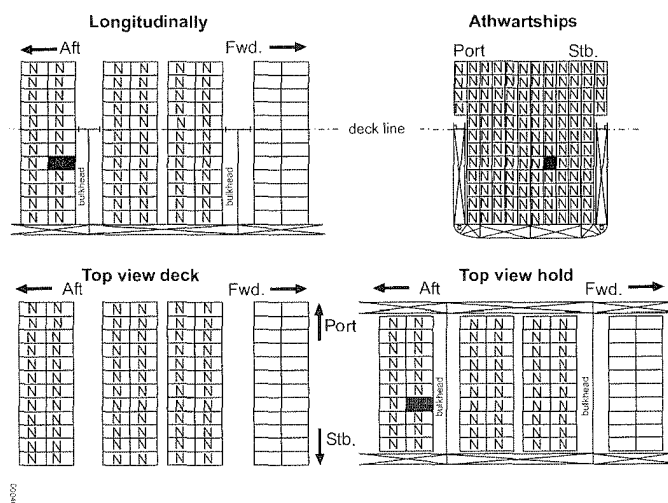 Longitudinally
Aft
Fwd.
N N N N N N
N N N N N N
N N N N N N
N N N N N N
N N N N N N
N N N N N N
N N N N N N
N N N N N
N N N N N N
N N N N N N
N N N N N N
N N N N N N
bulkhead
bulkhead
deck line
Athwartships
Port
Stb.
N N N N N N N N N N N N
N N N N N N N N N N N N
N N N N N N N N N N N N
N N N N N N N N N N N N
N N N N N N N N N N
N N N N N N N N N N
N N N N N N N N N N
N N N N N N N N N
N N N N N N N N N N
N N N N N N N N N N
N N N N N N N N N N
N N N N N N N N N N
Top view deck
Aft
Fwd.
N N N N N N
N N N N N N
N N N N N N
N N N N N N
N N N N N N
N N N N N N
N N N N N N
N N N N N N
N N N N N N
N N N N N N
N N N N N N
N N N N N N
Port
Stb.
Top view hold
Aft
Fwd.
N N N N N N
N N N N N N
N N N N N N
N N N N N N
N N N N N N
N N N N N N
N N N N N
N N N N N N
N N N N N N
N N N N N N
bulkhead
bulkhead